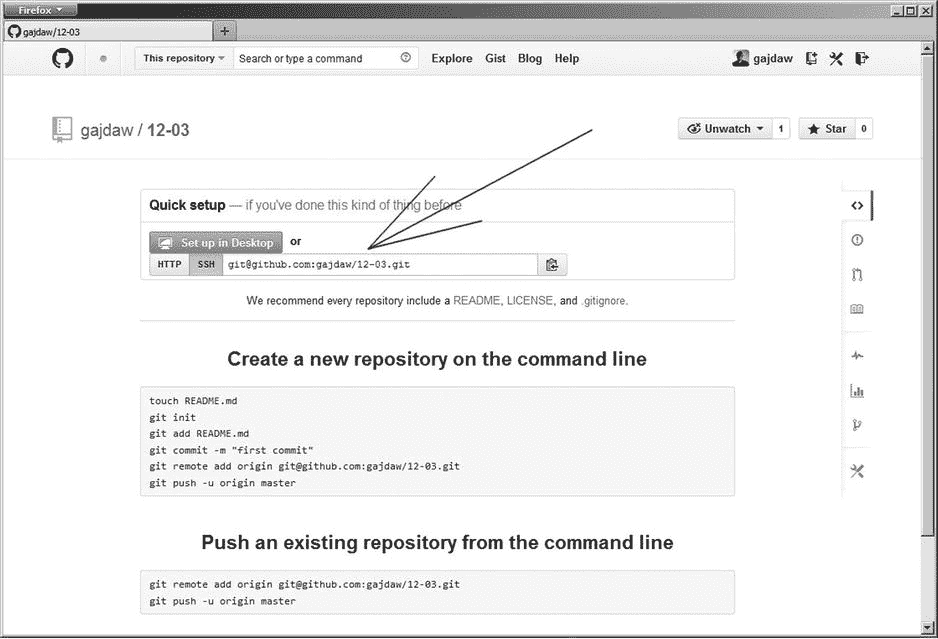 Firefox
gajdaw/12-03
This repository Search or type a command Explore Gist Blog Help gajdaw
gajdaw / 12-03
Unwatch 1 Star 0
Quick setup — if you've done this kind of thing before
Set up in Desktop or
HTTP SSH git@github.com:gajdaw/12-03.git
We recommend every repository include a README, LICENSE, and .gitignore.
Create a new repository on the command line
touch README.md
git init
git add README.md
git commit -m "first commit"
git remote add origin git@github.com:gajdaw/12-03.git
git push -u origin master
Push an existing repository from the command line
git remote add origin git@github.com:gajdaw/12-03.git
git push -u origin master